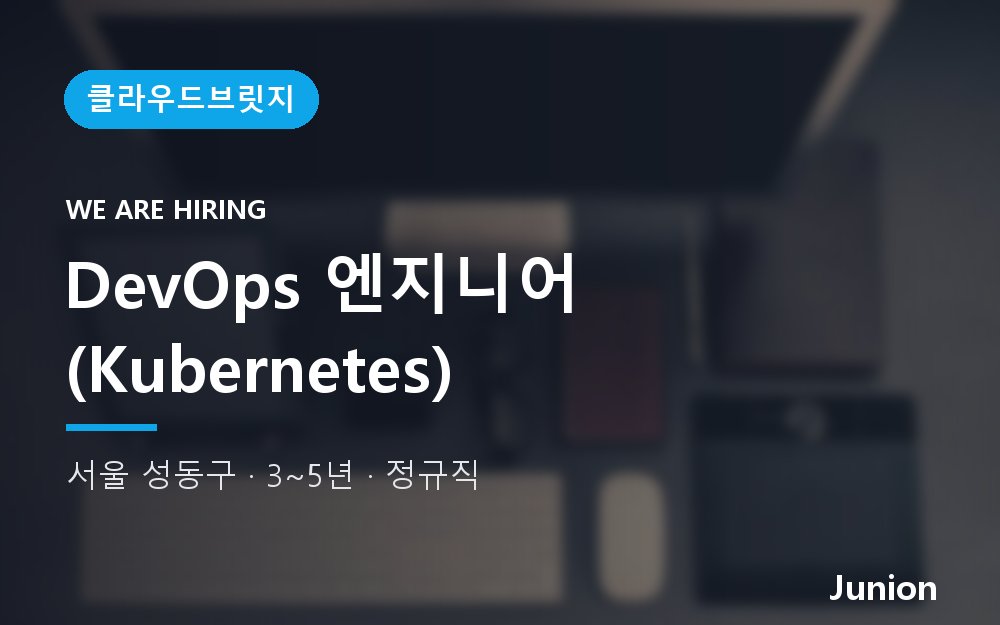 클라우드브릿지
WE ARE HIRING
DevOps 엔지니어
(Kubernetes)
서울 성동구 · 3~5년 · 정규직
Junion